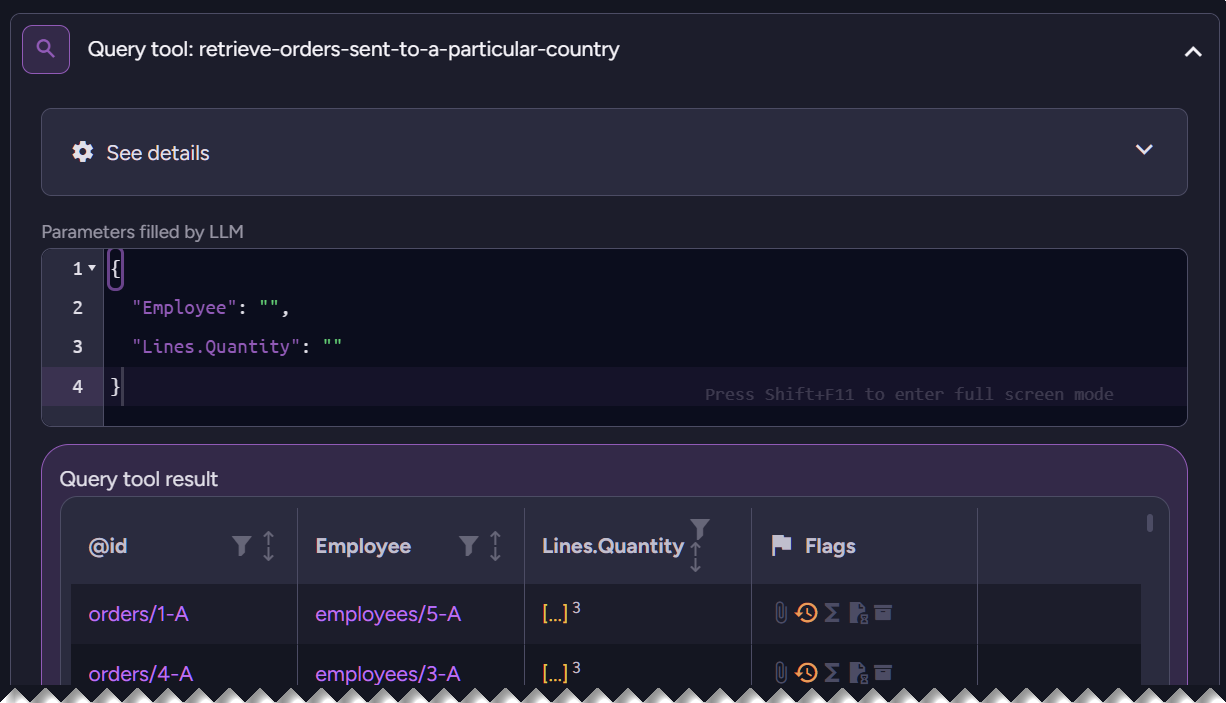 Query tool: retrieve-orders-sent-to-a-particular-country
See details
Parameters filled by LLM
1 {
2 "Employee": "",
3 "Lines.Quantity": ""
4 }
Press Shift+F11 to enter full screen mode
Query tool result
@id Employee Lines.Quantity Flags
orders/1-A employees/5-A [...] 3
orders/4-A employees/3-A [...] 3